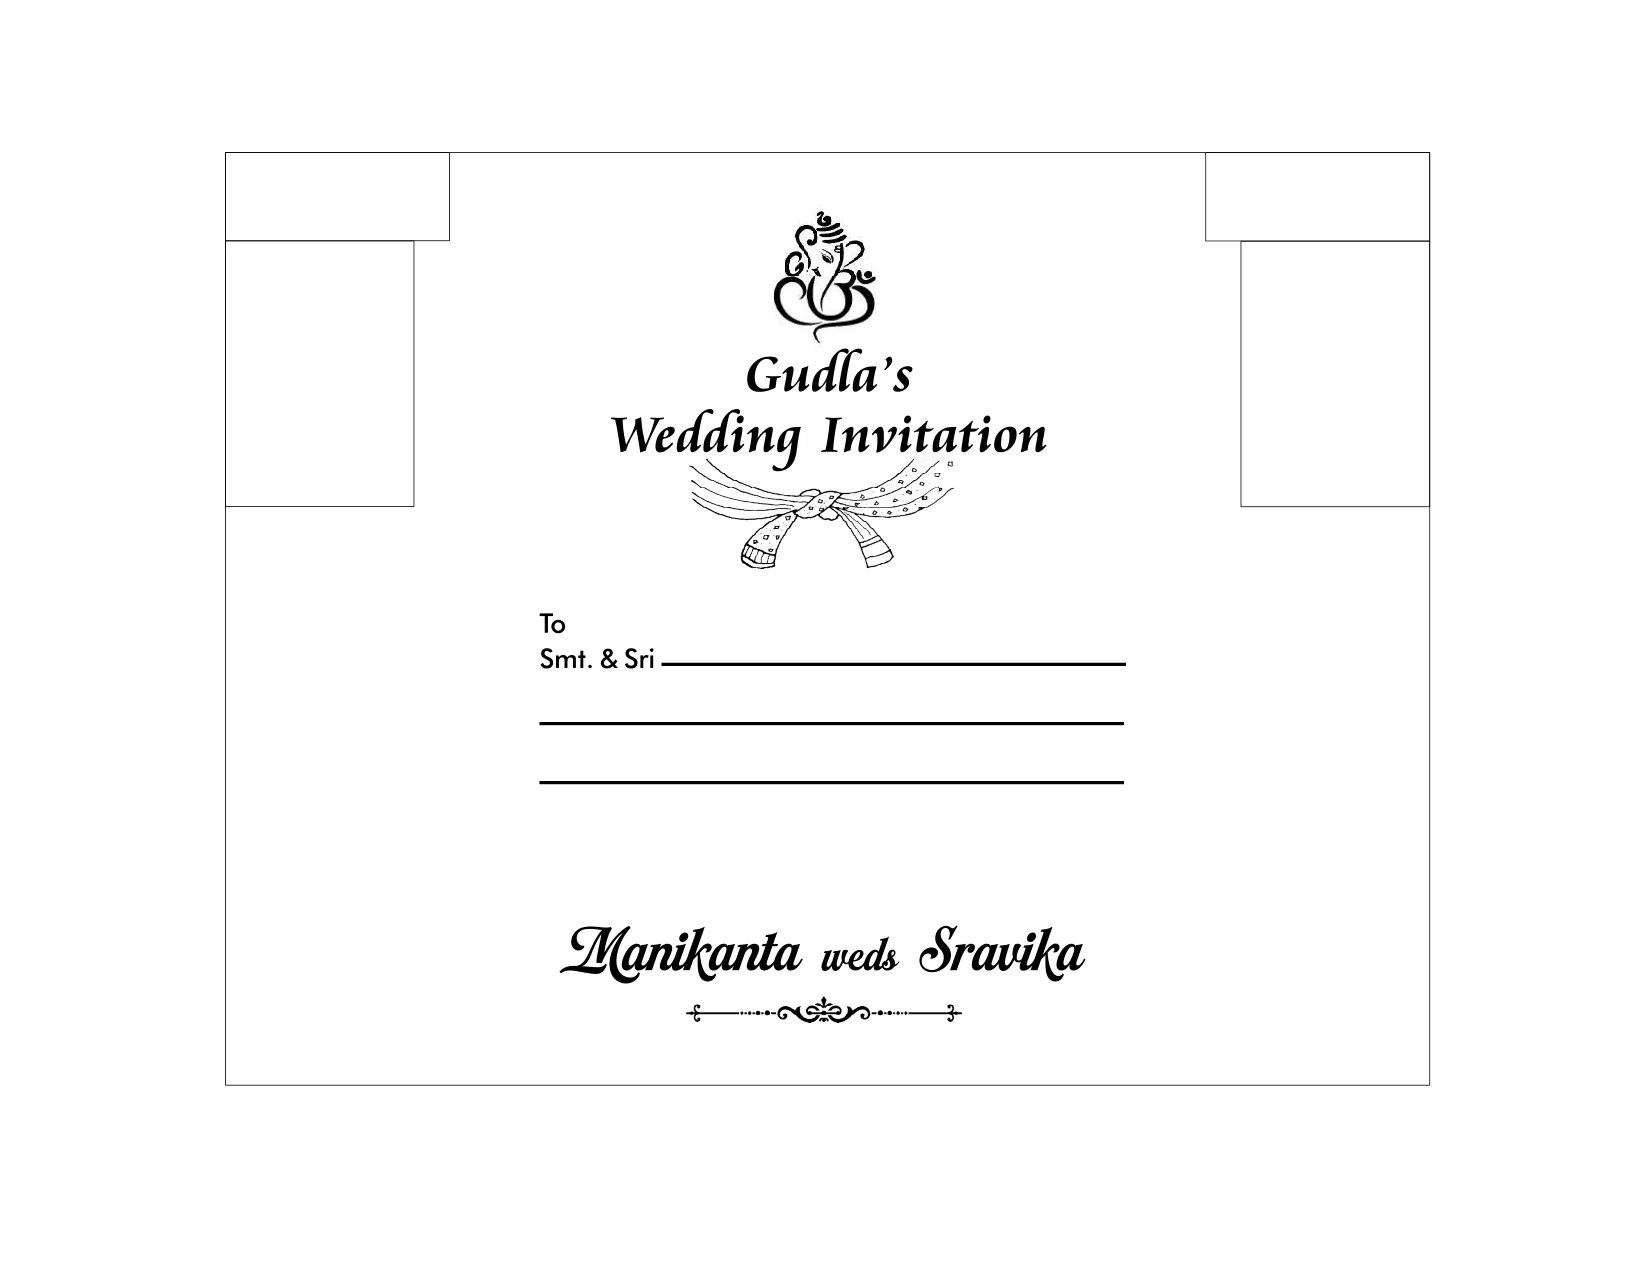 Gudla’s
Wedding Invitation
To
Smt. & Sri
Manikanta weds Sravika